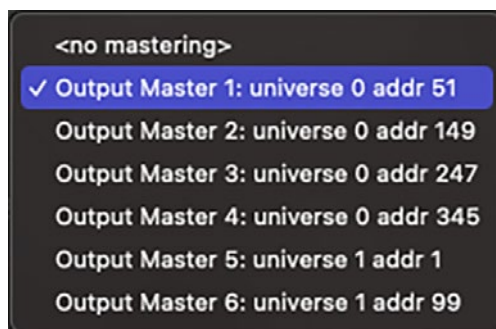 <no mastering>
✓ Output Master 1: universe 0 addr 51
Output Master 2: universe 0 addr 149
Output Master 3: universe 0 addr 247
Output Master 4: universe 0 addr 345
Output Master 5: universe 1 addr 1
Output Master 6: universe 1 addr 99